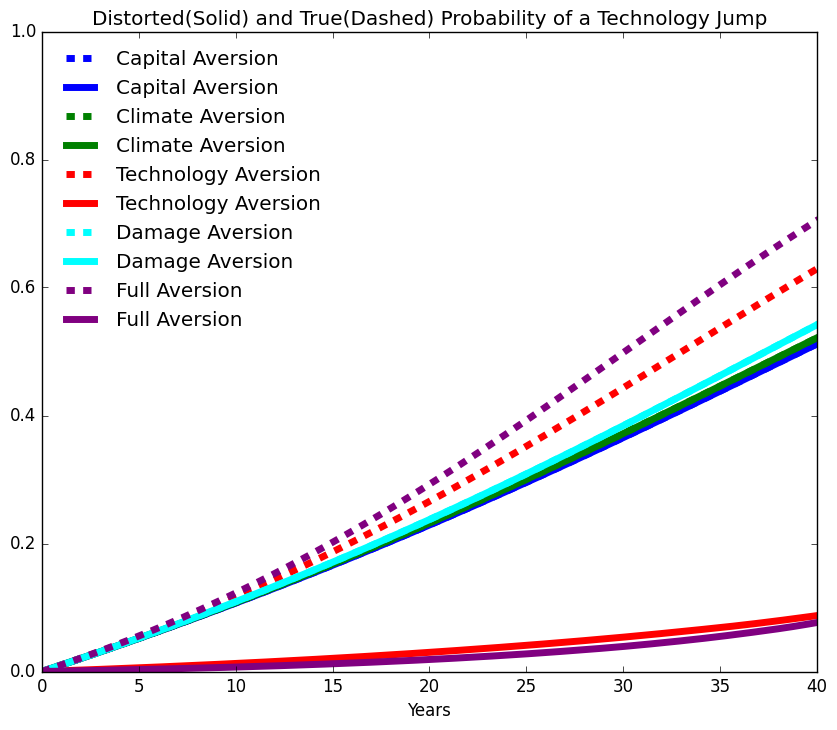 Distorted(Solid) and True(Dashed) Probability of a Technology Jump
1.0
0.8
0.6
0.4
0.2
0.0
Capital Aversion
Capital Aversion
Climate Aversion
Climate Aversion
Technology Aversion
Technology Aversion
Damage Aversion
Damage Aversion
Full Aversion
Full Aversion
0 5 10 15 20 25 30 35 40
Years